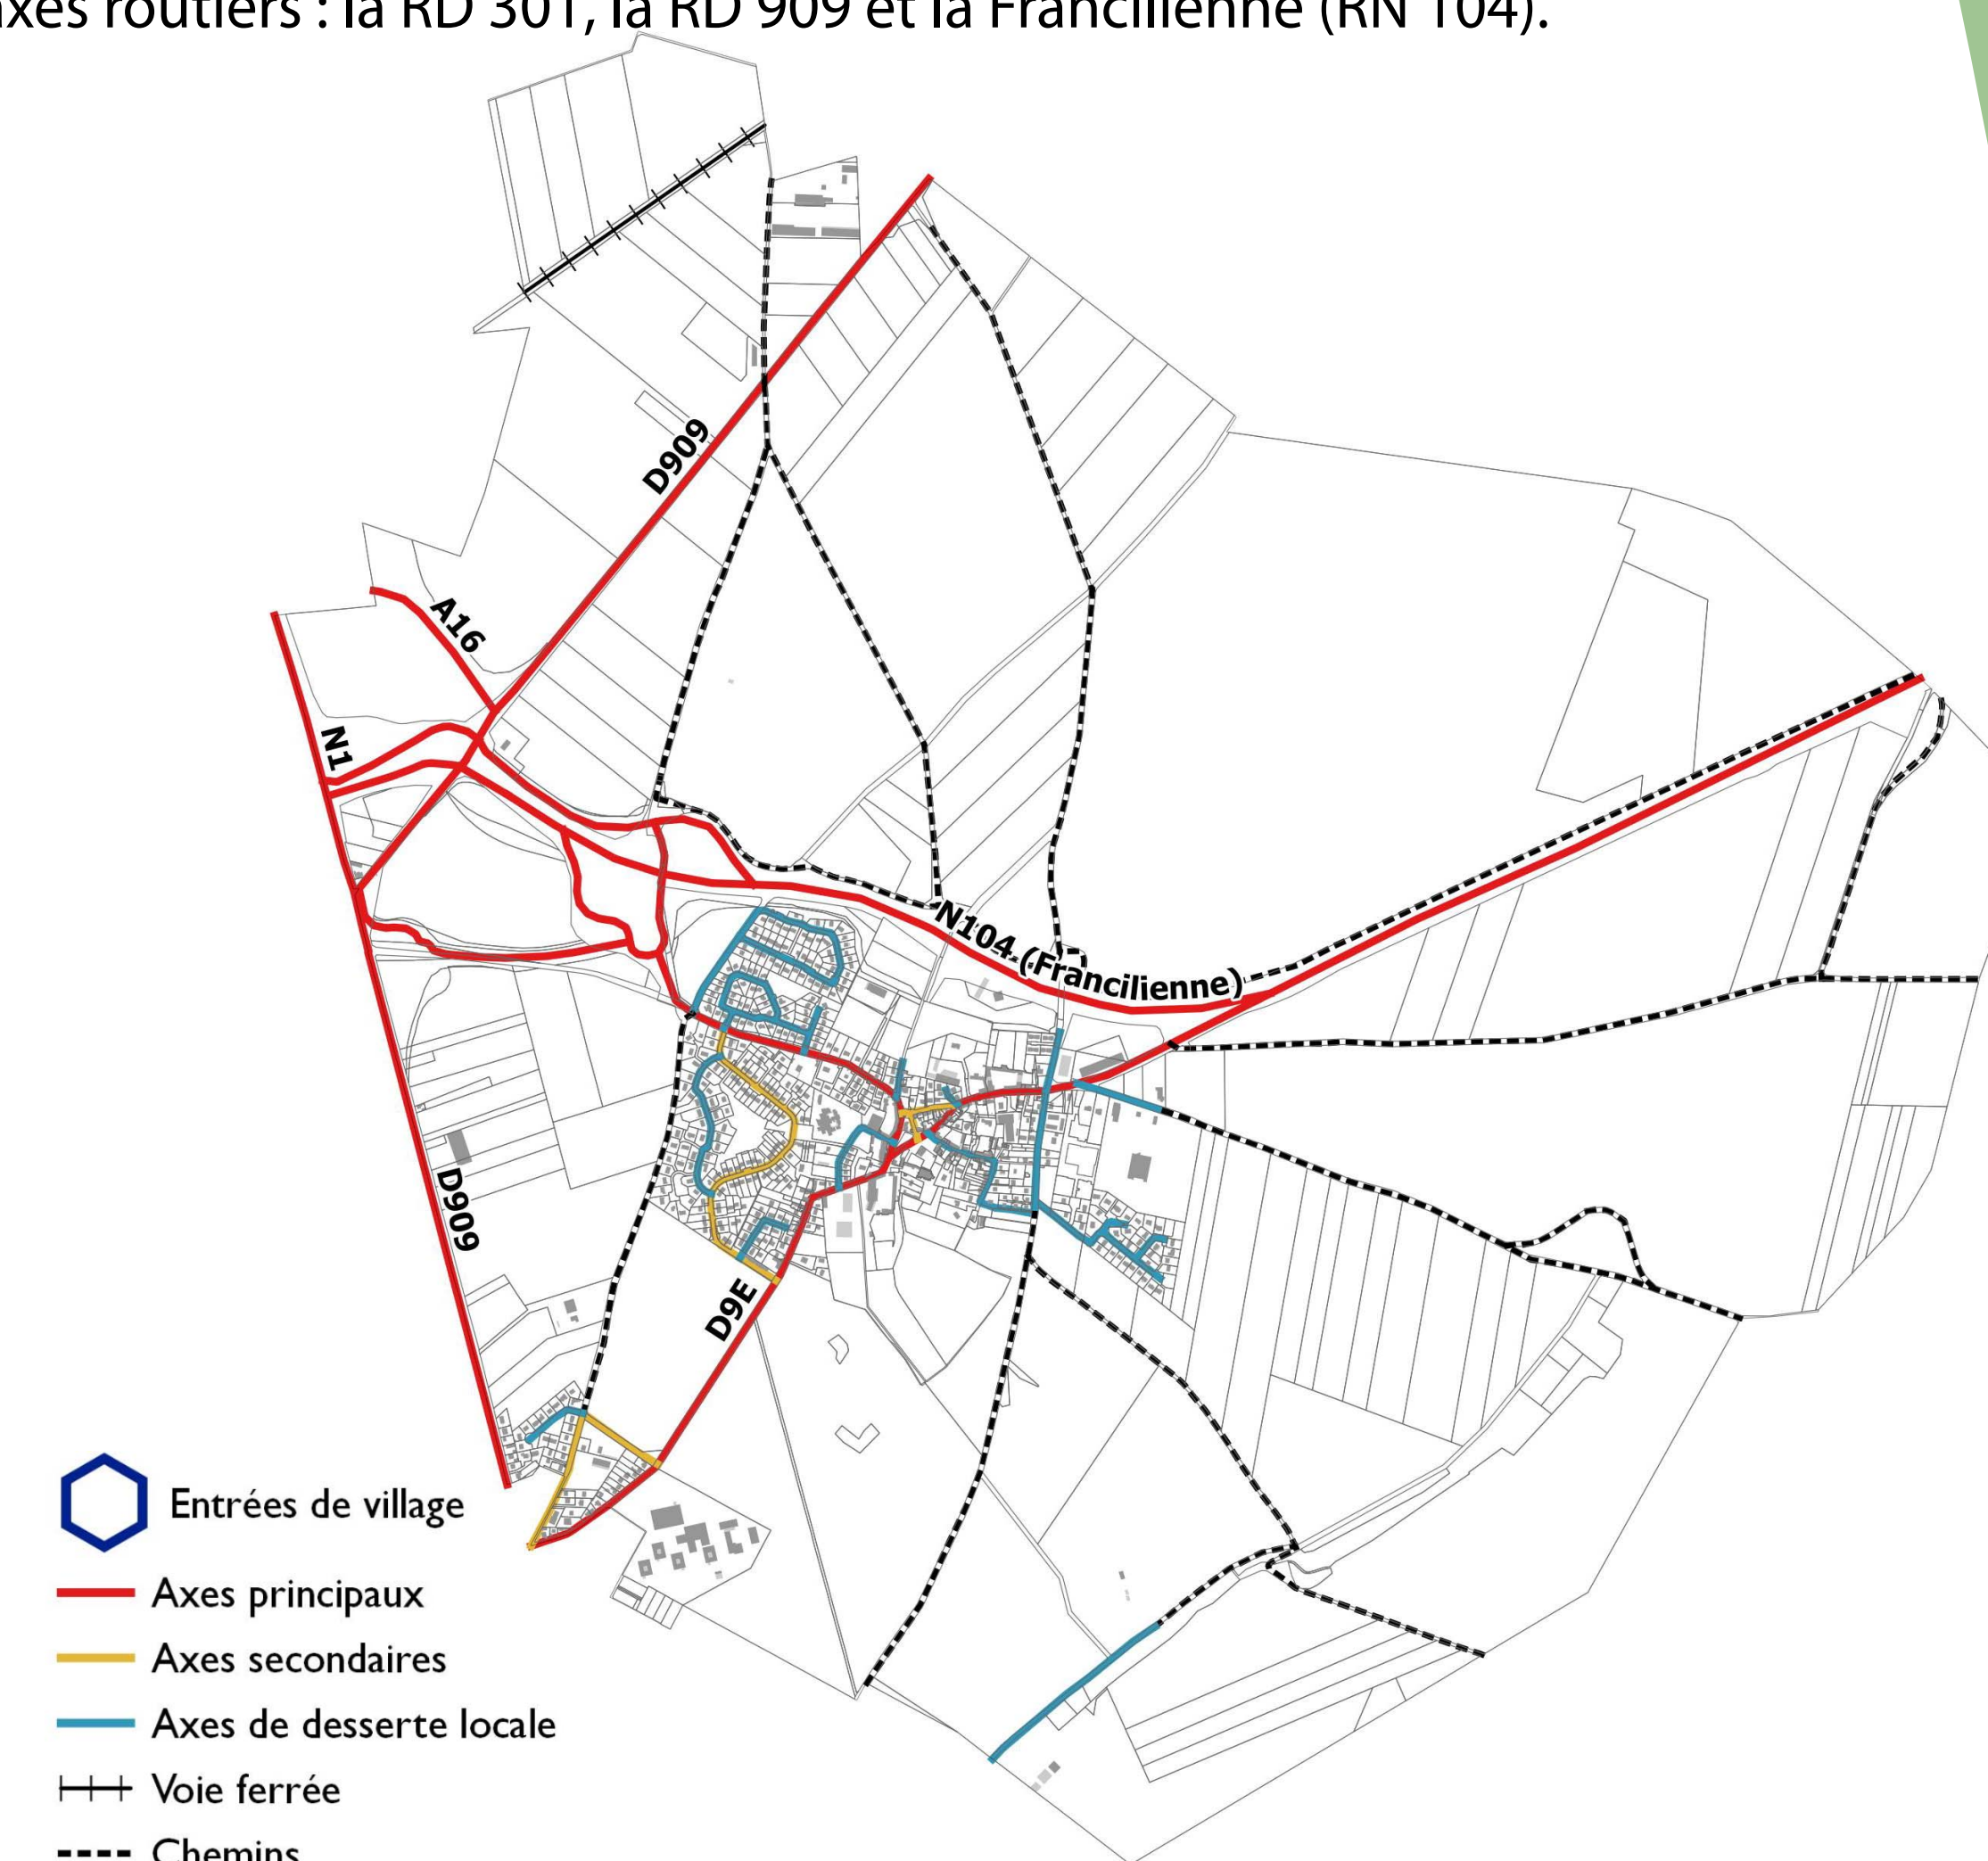 axes routiers : la RD 301, la RD 909 et la Francilienne (RN 104).
D909
A16
N1
N104 (Francilienne)
D909
D9E
Entrées de village
Axes principaux
Axes secondaires
Axes de desserte locale
Voie ferrée
Chemins